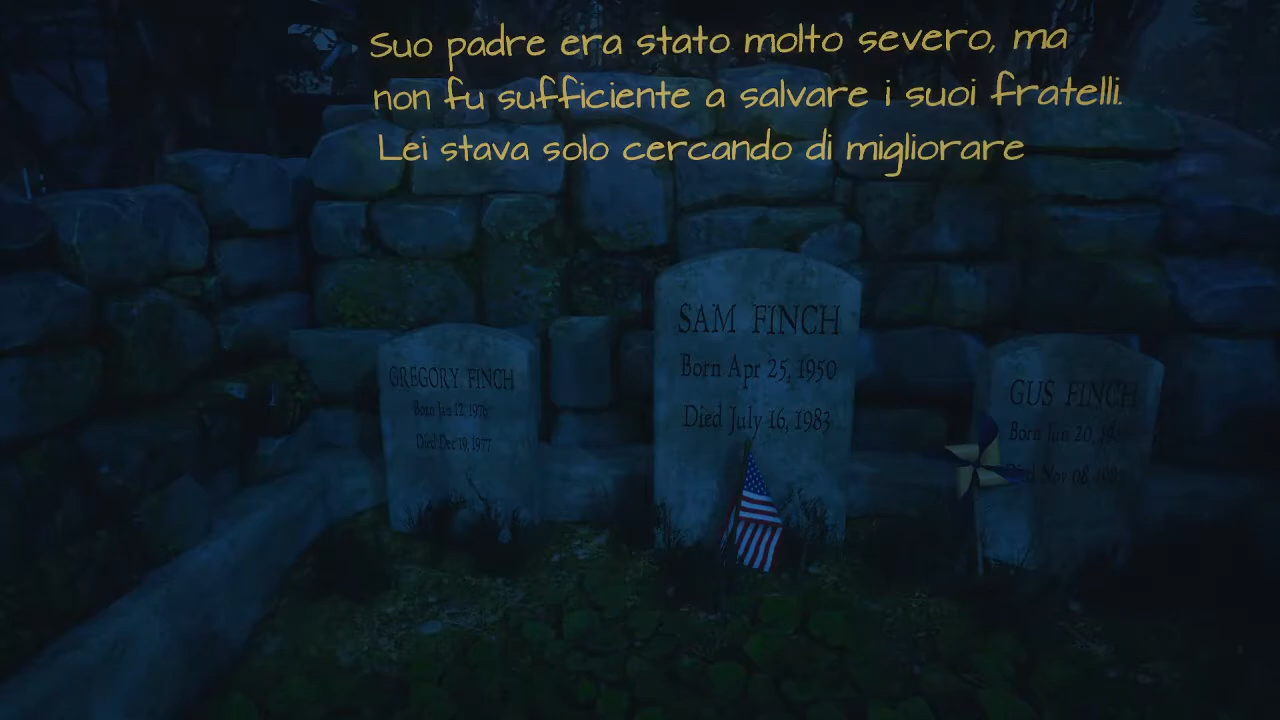 Suo padre era stato molto severo, ma
non fu sufficiente a salvare i suoi fratelli.
Lei stava solo cercando di migliorare
SAM FINCH
Born Apr 25, 1950
Died July 16, 1983
GREGORY FINCH
Born Jan 12, 1976
Died Dec 19, 1977
GUS FINCH
Born Jun 20,
Nov 08,